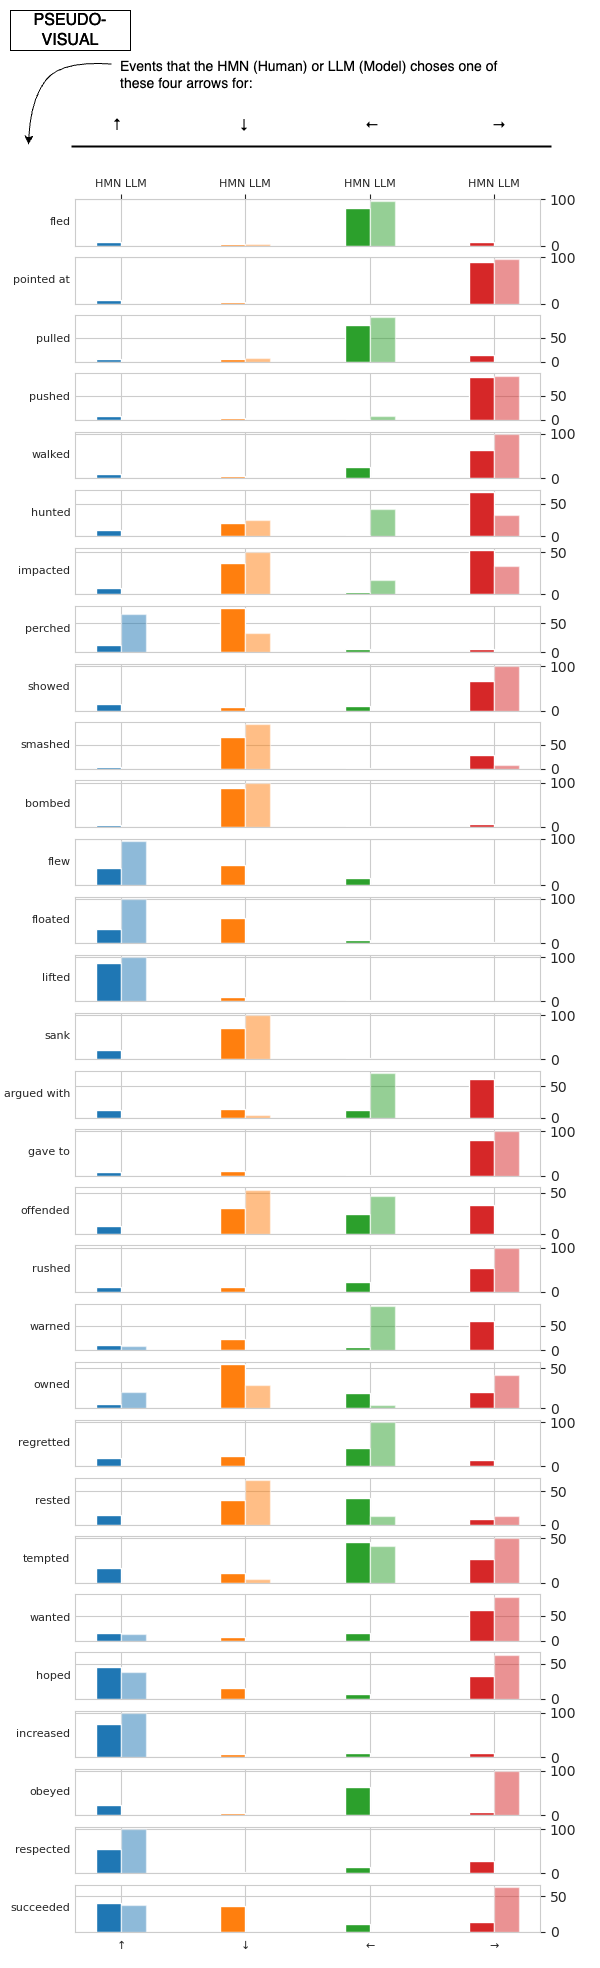 PSEUDO-
VISUAL
Events that the HMN (Human) or LLM (Model) choses one of
these four arrows for:
↑ ↓ ← →
HMN LLM HMN LLM HMN LLM HMN LLM
fled 100
0
pointed at 100
0
pulled 50
0
pushed 50
0
walked 100
0
hunted 50
0
impacted 50
0
perched 50
0
showed 100
0
smashed 50
0
bombed 100
0
flew 100
0
floated 100
0
lifted 100
0
sank 100
0
argued with 50
0
gave to 100
0
offended 50
0
rushed 100
0
warned 50
0
owned 50
0
regretted 100
0
rested 50
0
tempted 50
0
wanted 50
0
hoped 50
0
increased 100
0
obeyed 100
0
respected 100
0
succeeded 50
0
↑ ↓ ← →